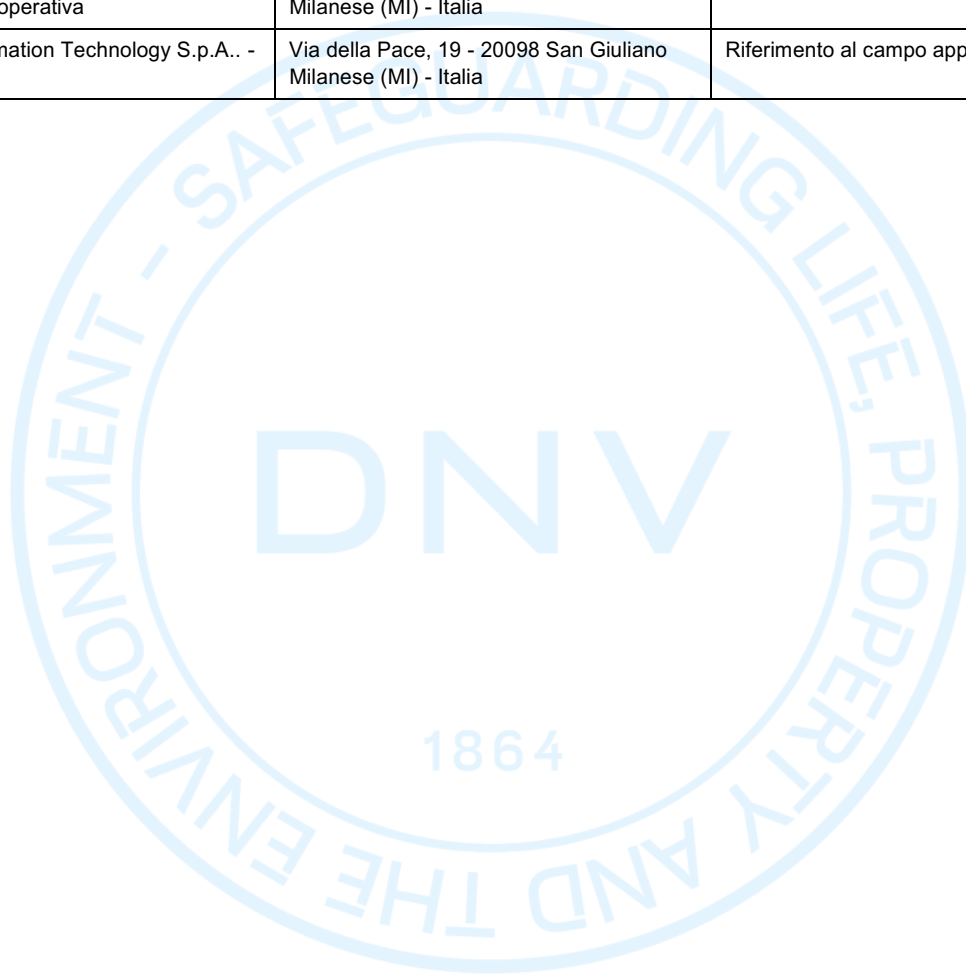 operativa
Milanese (MI) - Italia
mation Technology S.p.A.. -
Via della Pace, 19 - 20098 San Giuliano
Milanese (MI) - Italia
Riferimento al campo app
SAFEGUARDING LIFE, PROPERTY AND THE ENVIRONMENT -
DNV
1864